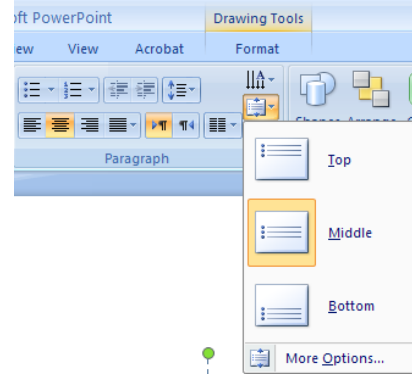 oft PowerPoint
Drawing Tools
ew View Acrobat Format
Paragraph
Top
Middle
Bottom
More Options...